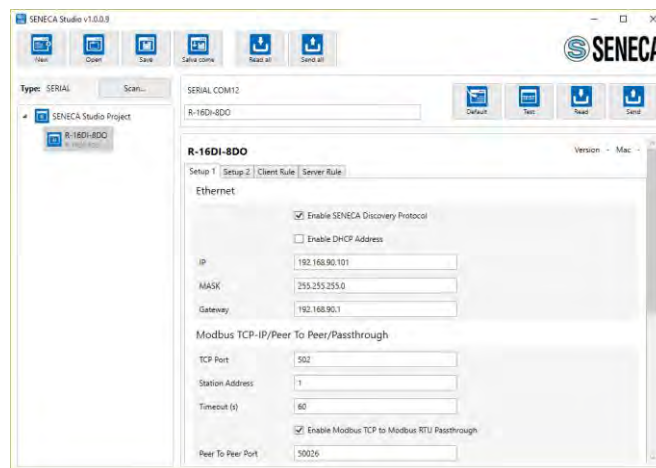 SENECA Studio v1.0.0.9
New Open Save Salva come Read all Send all
SENECA
Type: SERIAL Scan...
SERIAL COM12
R-16DI-8DO
Default Test Read Send
SENECA Studio Project
R-16DI-8DO
R-16DI-8DO
Version - Mac -
Setup 1 Setup 2 Client Rule Server Rule
Ethernet
Enable SENECA Discovery Protocol
Enable DHCP Address
IP 192.168.90.101
MASK 255.255.255.0
Gateway 192.168.90.1
Modbus TCP-IP/Peer To Peer/Passthrough
TCP Port 502
Station Address 1
Timeout (s) 60
Enable Modbus TCP to Modbus RTU Passthrough
Peer To Peer Port 50026